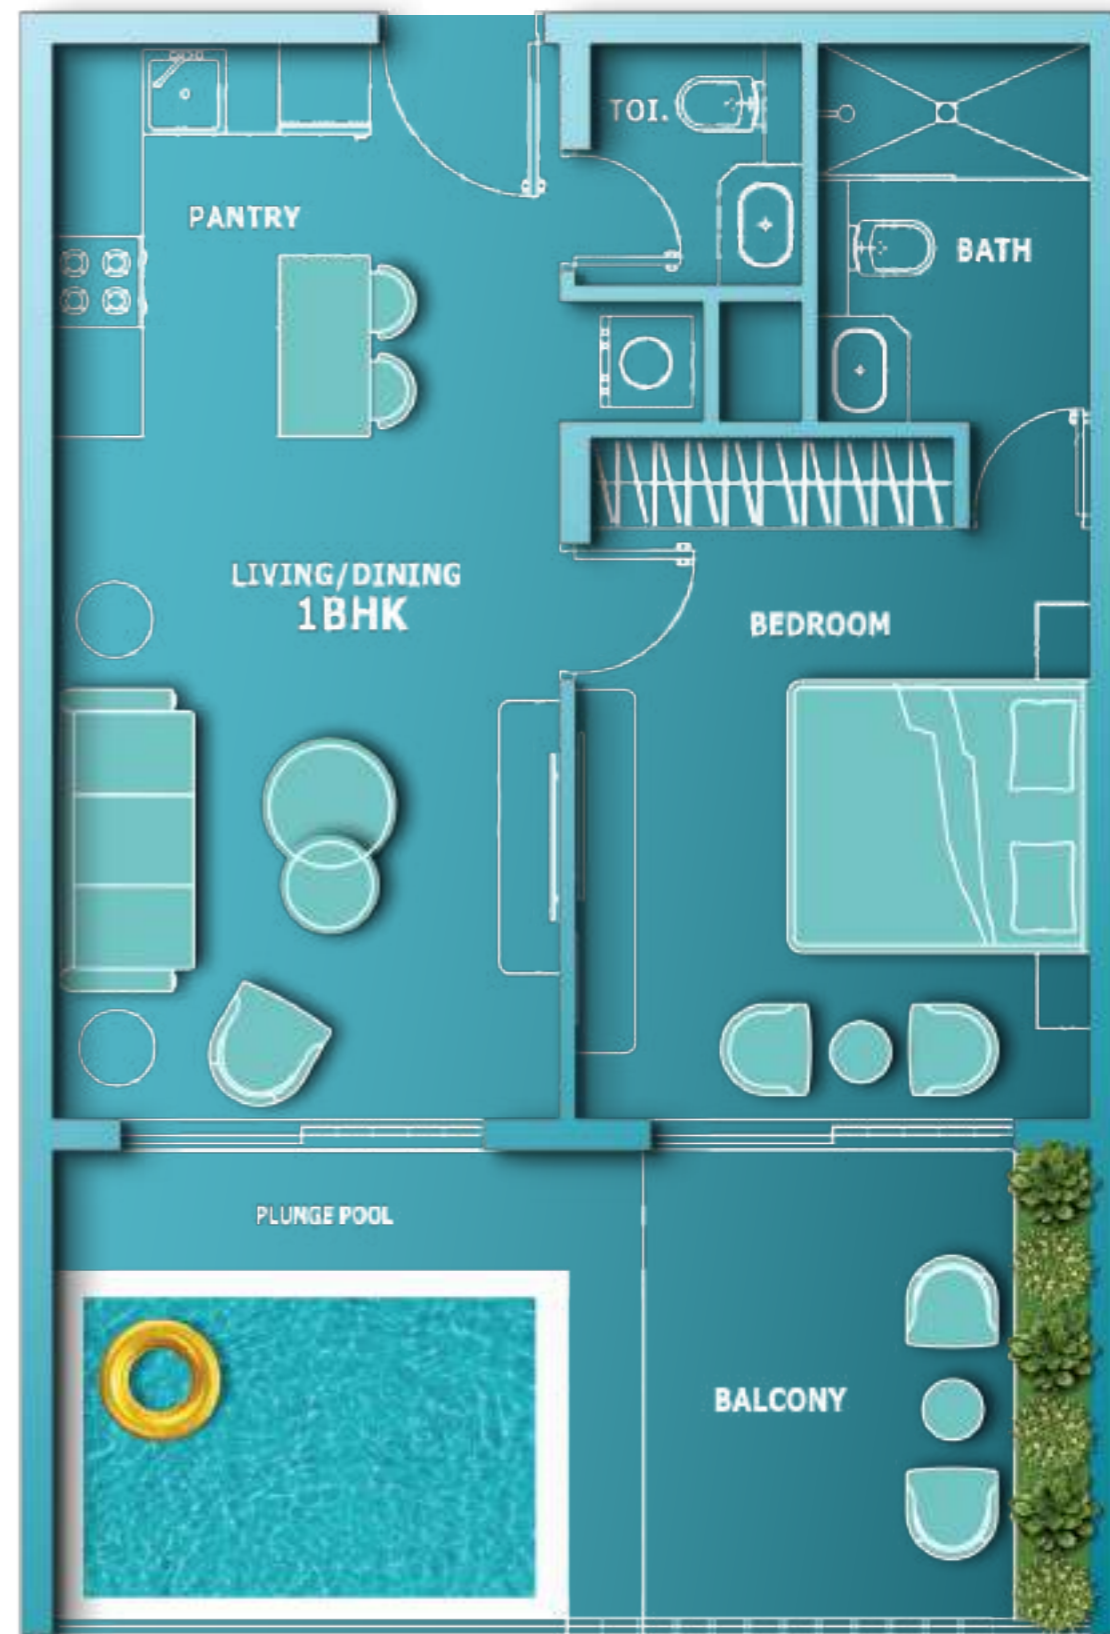 TOI.
PANTRY
BATH
LIVING/DINING
1BHK
BEDROOM
PLUNGE POOL
BALCONY